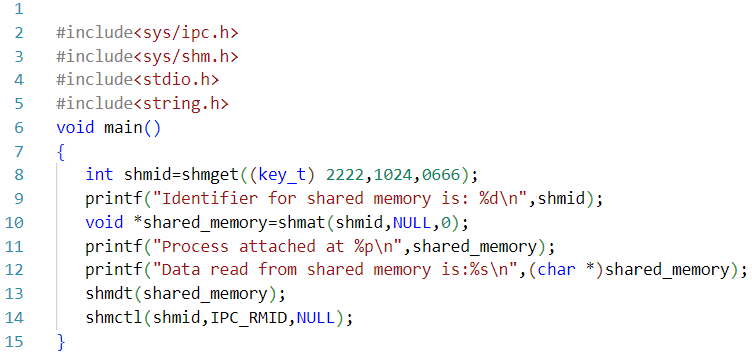 1
2 #include<sys/ipc.h>
3 #include<sys/shm.h>
4 #include<stdio.h>
5 #include<string.h>
6 void main()
7 {
8 int shmid=shmget((key_t) 2222,1024,0666);
9 printf("Identifier for shared memory is: %d\n",shmid);
10 void *shared_memory=shmat(shmid,NULL,0);
11 printf("Process attached at %p\n",shared_memory);
12 printf("Data read from shared memory is:%s\n",(char *)shared_memory);
13 shmdt(shared_memory);
14 shmctl(shmid,IPC_RMID,NULL);
15 }